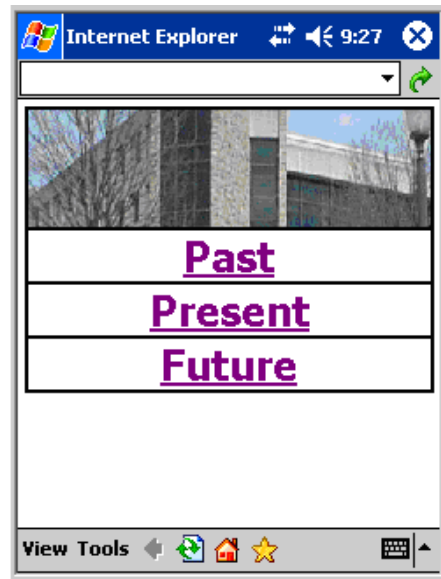 Internet Explorer 9:27
Past
Present
Future
View Tools